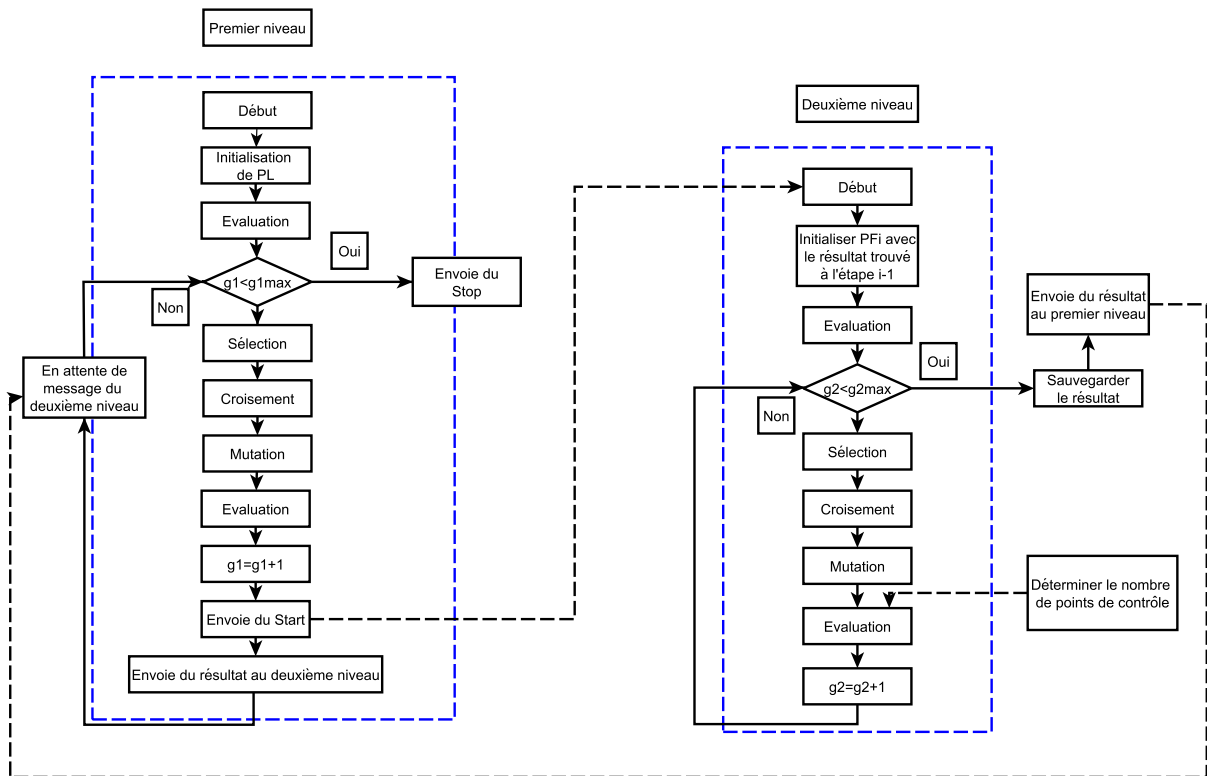 Premier niveau
Début
Initialisation
de PL
Evaluation
g1<g1max
Oui
Non
Envoie du
Stop
Sélection
Croisement
Mutation
Evaluation
g1=g1+1
Envoie du Start
Envoie du résultat au deuxième niveau
En attente de
message du
deuxième niveau
Deuxième niveau
Début
Initialiser PFi avec
le résultat trouvé
à l'étape i-1
Evaluation
g2<g2max
Oui
Non
Sauvegarder
le résultat
Envoie du résultat
au premier niveau
Sélection
Croisement
Mutation
Evaluation
g2=g2+1
Déterminer le nombre
de points de contrôle